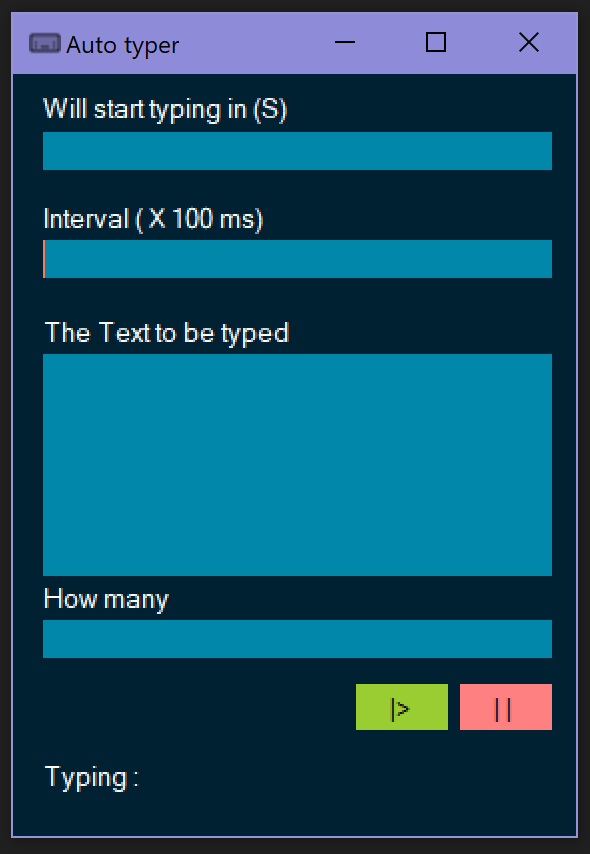 Auto typer
Will start typing in (S)
Interval ( X 100 ms)
The Text to be typed
How many
|> ||
Typing :